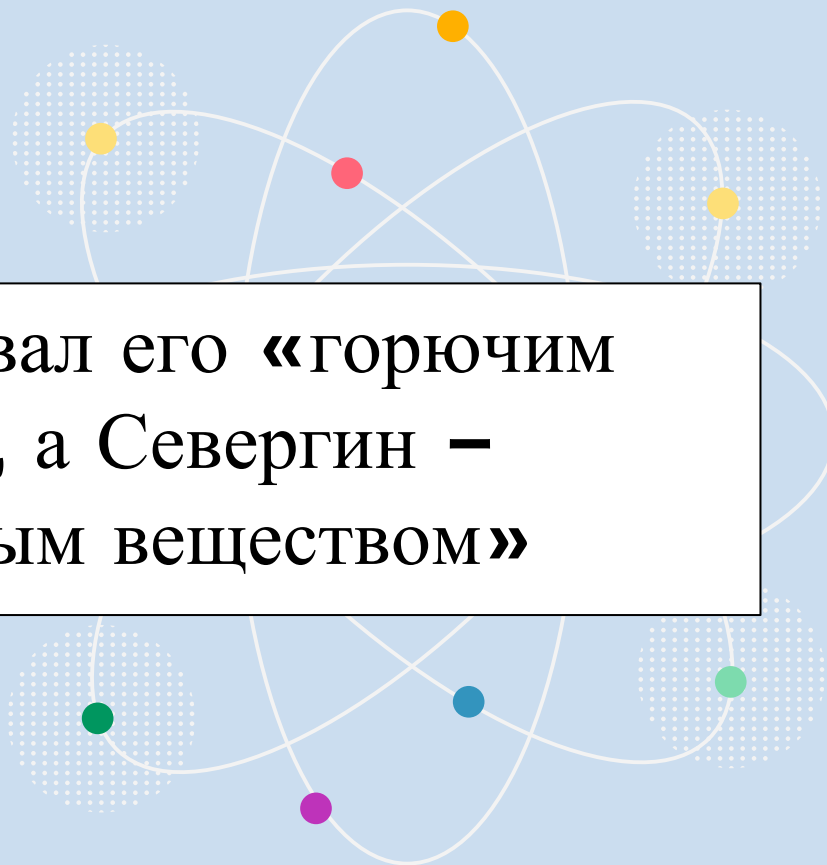 вал его «горючим
, а Севергин –
ым веществом»